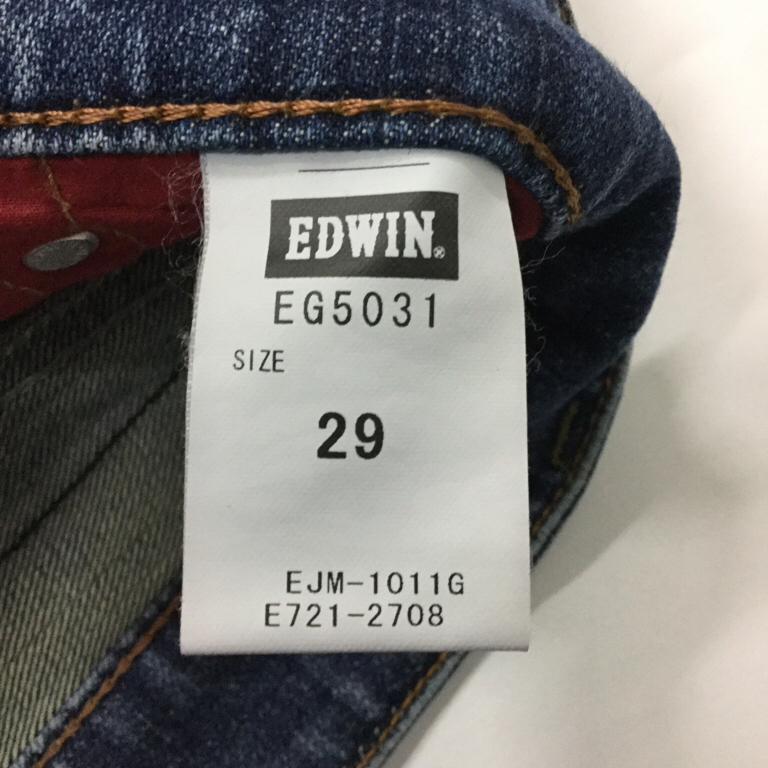 EDWIN®
EG5031
SIZE
29
EJM-1011G
E721-2708